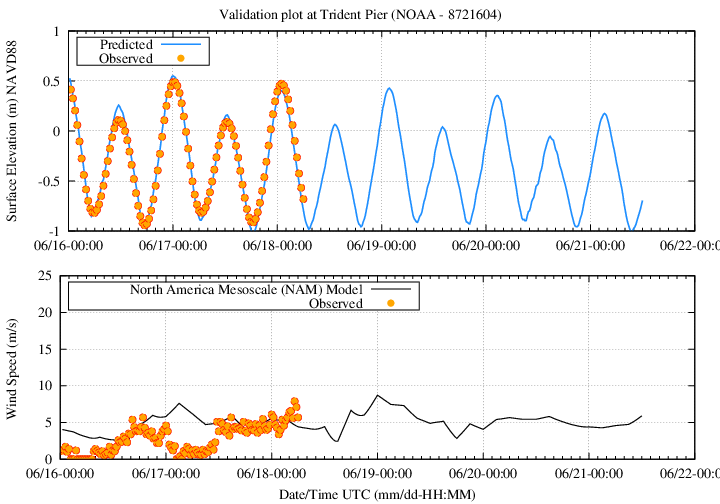 Validation plot at Trident Pier (NOAA - 8721604)
Surface Elevation (m) NAVD88
1
0.5
0
-0.5
-1
Predicted
Observed
06/16-00:00 06/17-00:00 06/18-00:00 06/19-00:00 06/20-00:00 06/21-00:00 06/22-00:0
Wind Speed (m/s)
25
20
15
10
5
0
North America Mesoscale (NAM) Model
Observed
06/16-00:00 06/17-00:00 06/18-00:00 06/19-00:00 06/20-00:00 06/21-00:00 06/22-00:0
Date/Time UTC (mm/dd-HH:MM)